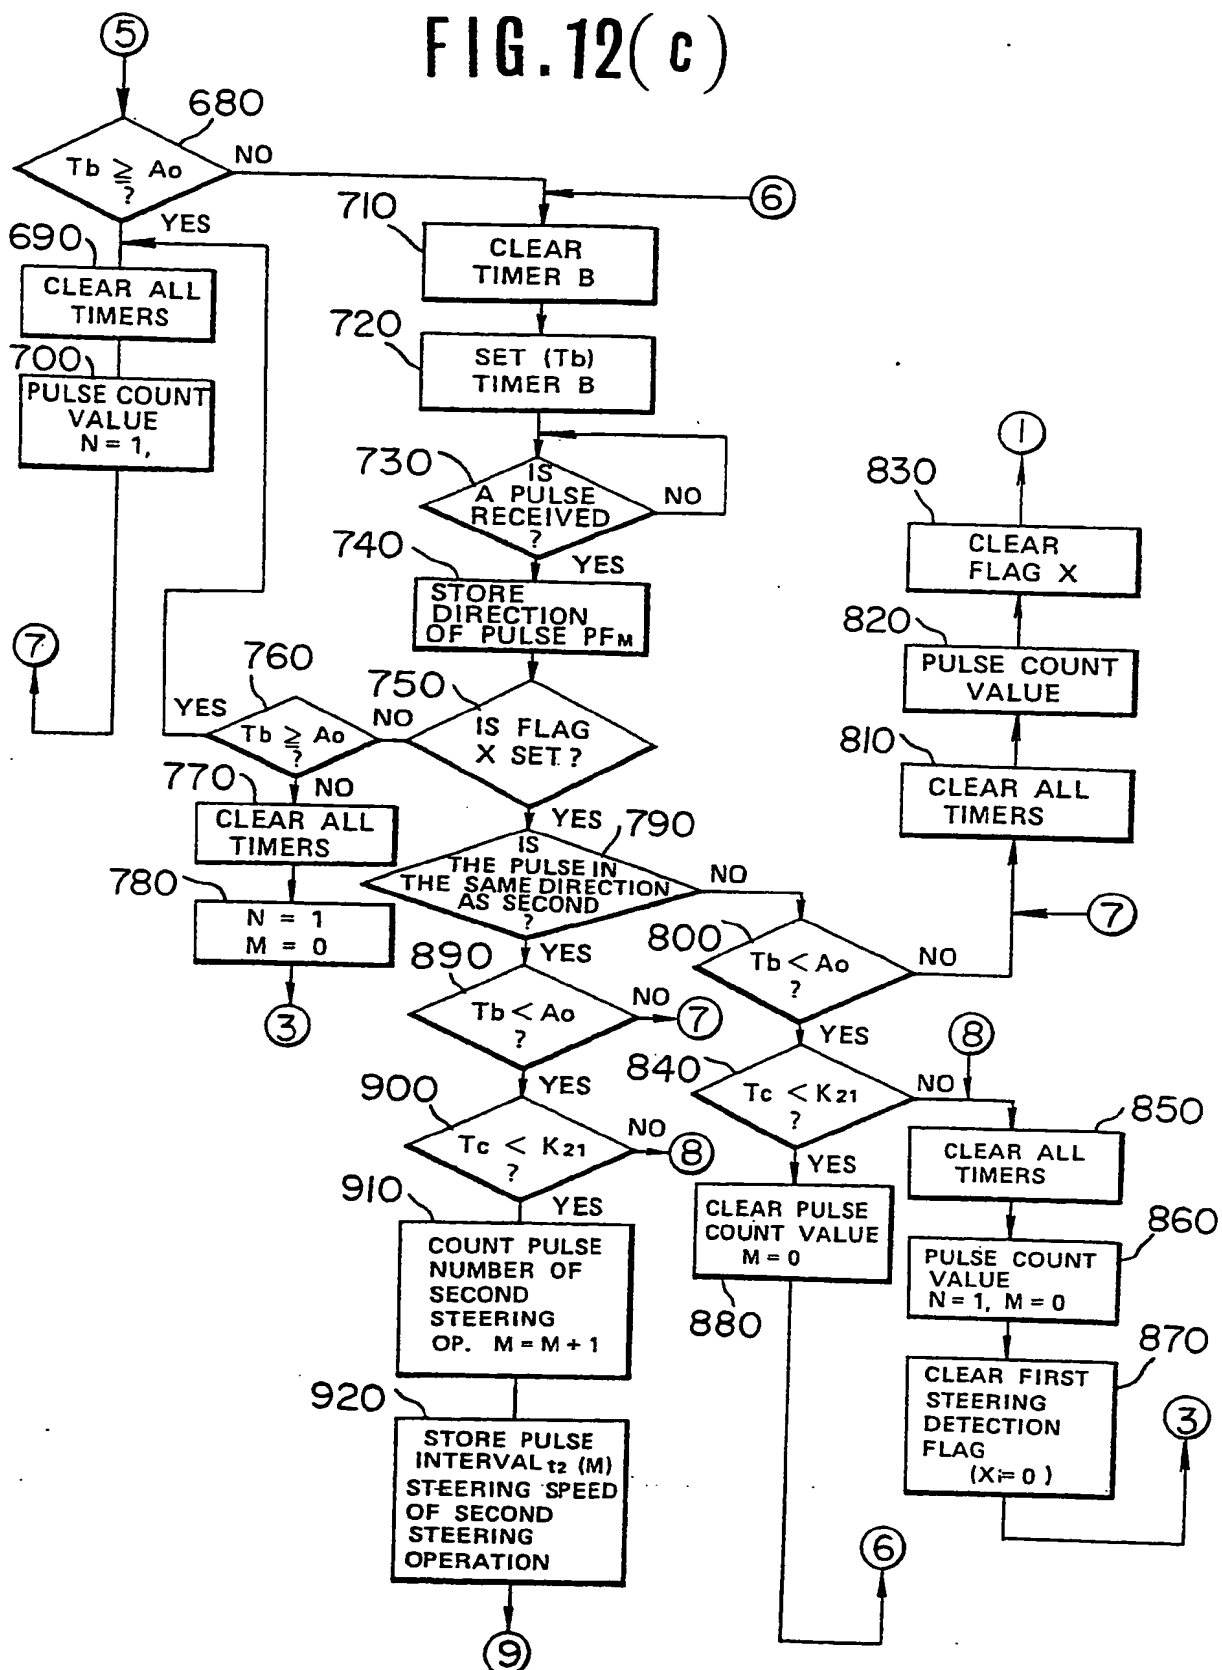 FIG. 12(c)
5
680
Tb ≧ Ao
?
NO
YES
6
690
CLEAR ALL
TIMERS
700
PULSE COUNT
VALUE
N = 1,
7
710
CLEAR
TIMER B
720
SET (Tb)
TIMER B
730
IS
A PULSE
RECEIVED
?
NO
YES
740
STORE
DIRECTION
OF PULSE PFM
750
IS FLAG
X SET ?
NO
YES
760
Tb ≧ Ao
?
YES
NO
770
CLEAR ALL
TIMERS
780
N = 1
M = 0
3
790
IS
THE PULSE IN
THE SAME DIRECTION
AS SECOND
?
NO
YES
800
Tb < Ao
?
NO
YES
7
810
CLEAR ALL
TIMERS
820
PULSE COUNT
VALUE
830
CLEAR
FLAG X
1
840
Tc < K21
?
NO
YES
8
850
CLEAR ALL
TIMERS
860
PULSE COUNT
VALUE
N = 1, M = 0
870
CLEAR FIRST
STEERING
DETECTION
FLAG
(Xi = 0)
3
880
CLEAR PULSE
COUNT VALUE
M = 0
6
890
Tb < Ao
?
NO
7
YES
900
Tc < K21
?
NO
8
YES
910
COUNT PULSE
NUMBER OF
SECOND
STEERING
OP. M = M + 1
920
STORE PULSE
INTERVAL t2 (M)
STEERING SPEED
OF SECOND
STEERING
OPERATION
9